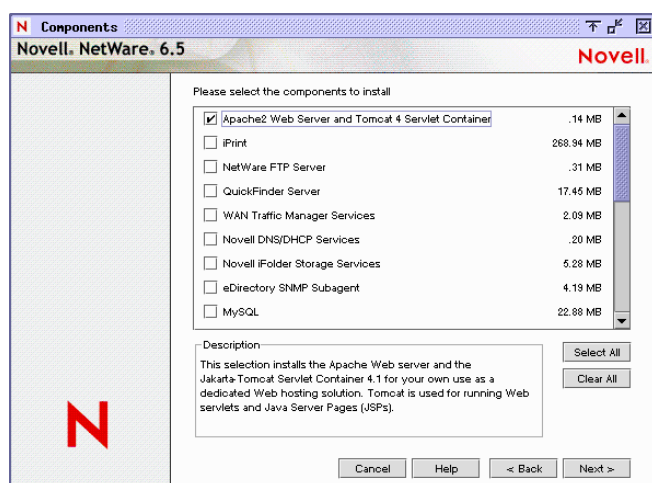 N Components
Novell. NetWare. 6.5
Novell.
Please select the components to install
Apache2 Web Server and Tomcat 4 Servlet Container .14 MB
iPrint 268.94 MB
NetWare FTP Server .31 MB
QuickFinder Server 17.45 MB
WAN Traffic Manager Services 2.09 MB
Novell DNS/DHCP Services .20 MB
Novell iFolder Storage Services 5.28 MB
eDirectory SNMP Subagent 4.19 MB
MySQL 22.88 MB
Description
This selection installs the Apache Web server and the
Jakarta-Tomcat Servlet Container 4.1 for your own use as a
dedicated Web hosting solution. Tomcat is used for running Web
servlets and Java Server Pages (JSPs).
Select All
Clear All
N
Cancel Help < Back Next >